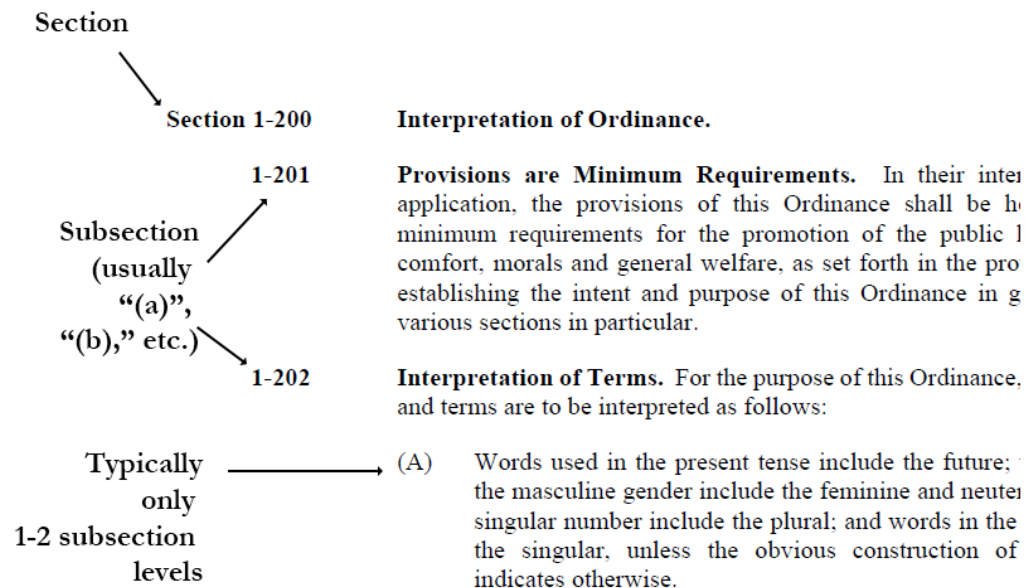 Section
Section 1-200 Interpretation of Ordinance.
1-201 Provisions are Minimum Requirements. In their inter
application, the provisions of this Ordinance shall be he
minimum requirements for the promotion of the public
comfort, morals and general welfare, as set forth in the prov
establishing the intent and purpose of this Ordinance in g
various sections in particular.
Subsection
(usually
“(a)”,
“(b),” etc.)
1-202 Interpretation of Terms. For the purpose of this Ordinance,
and terms are to be interpreted as follows:
Typically
only
1-2 subsection
levels
(A) Words used in the present tense include the future;
the masculine gender include the feminine and neuter
singular number include the plural; and words in the
the singular, unless the obvious construction of
indicates otherwise.